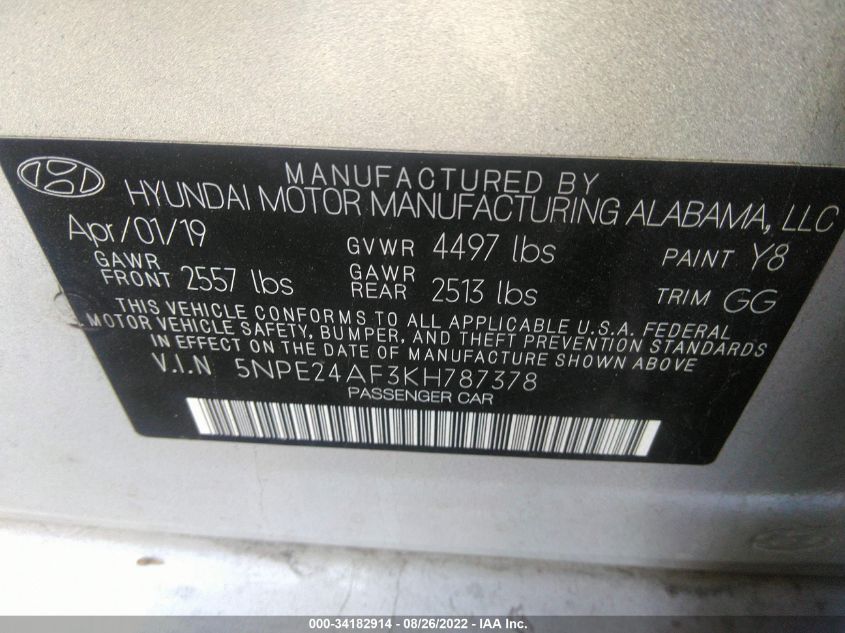 MANUFACTURED BY
HYUNDAI MOTOR MANUFACTURING ALABAMA, LLC
Apr/01/19 GVWR 4497 lbs PAINT Y8
GAWR FRONT 2557 lbs GAWR REAR 2513 lbs TRIM GG
THIS VEHICLE CONFORMS TO ALL APPLICABLE U.S.A. FEDERAL
MOTOR VEHICLE SAFETY, BUMPER, AND THEFT PREVENTION STANDARDS
IN EFFECT ON THE DATE OF MANUFACTURE SHOWN ABOVE
V.I.N 5NPE24AF3KH787378
PASSENGER CAR
000-34182914 - 08/26/2022 - IAA, Inc.